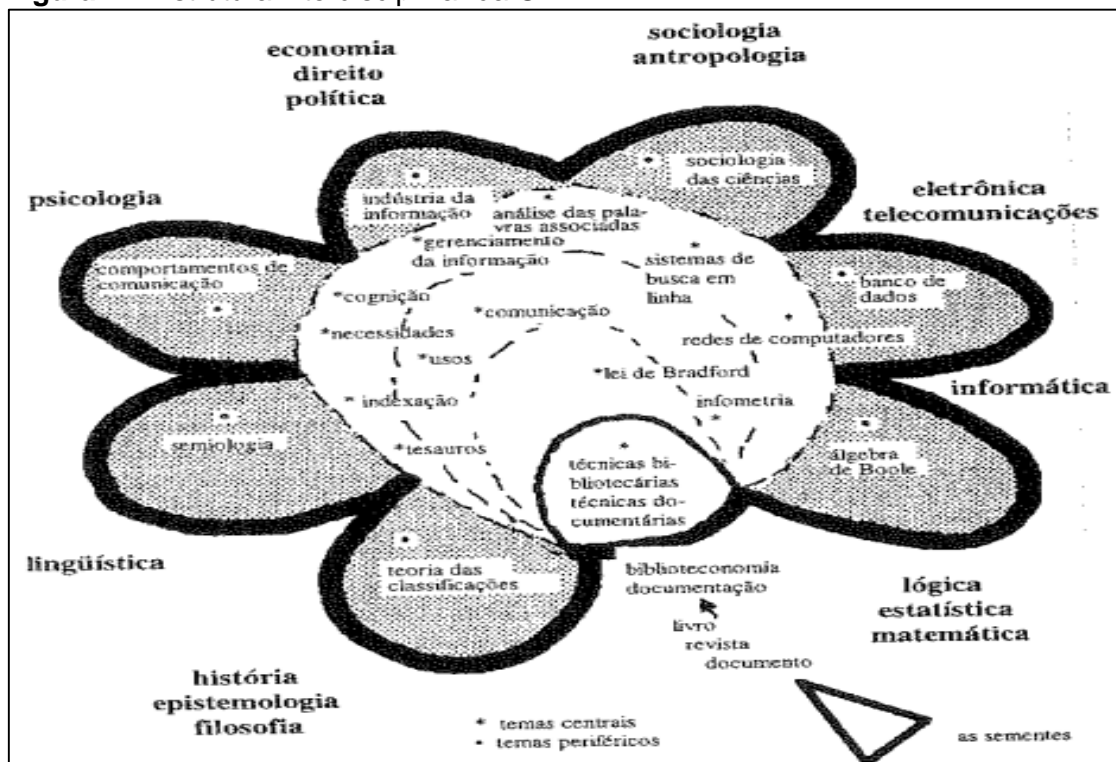 sociologia
antropologia
economia
direito
política
sociologia
das ciências
psicologia
indústria da
informação
análise das pala-
vras associadas
eletrônica
telecomunicações
*gerenciamento
da informação
sistemas de
busca em
linha
comportamentos de
comunicação
banco de
dados
*cognição
*comunicação
*necessidades
redes de computadores
*usos
*lei de Bradford
informática
* indexação
infometria
semiologia
*tesauros
álgebra
de Boole
técnicas bi-
bliotecárias
técnicas do-
cumentárias
lingüística
teoria das
classificações
biblioteconomia
documentação
lógica
estatística
matemática
livro
revista
documento
história
epistemologia
filosofia
* temas centrais
• temas periféricos
as sementes